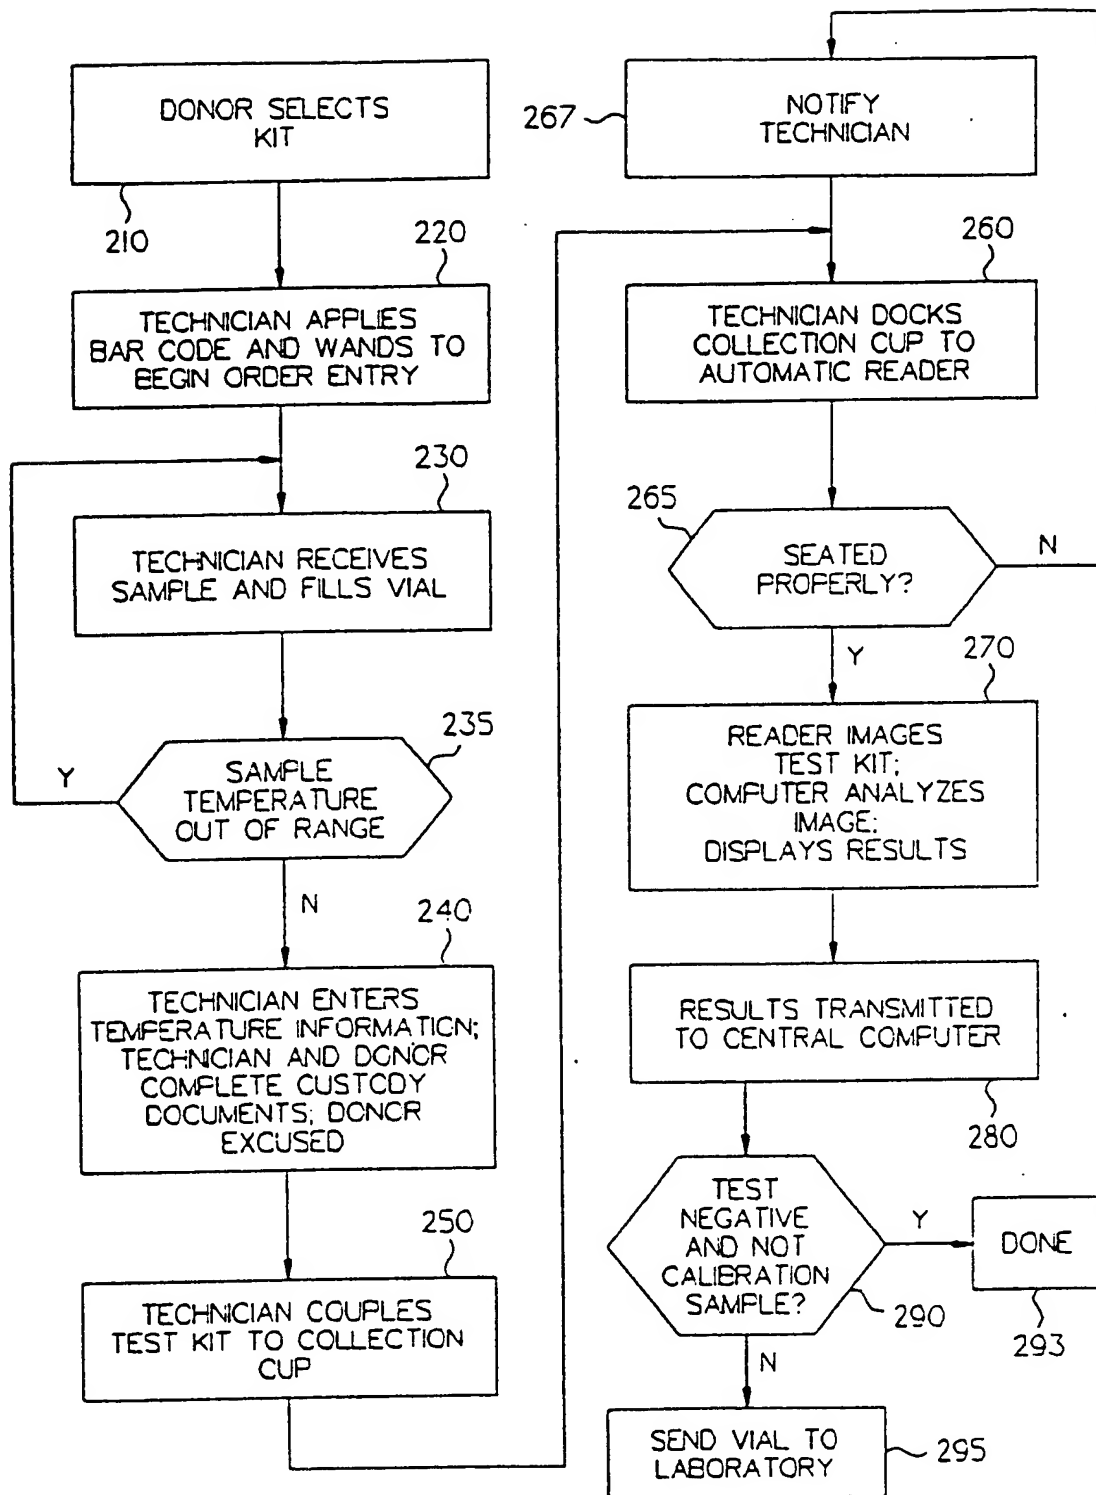 DONOR SELECTS
KIT
210
220
TECHNICIAN APPLIES
BAR CODE AND WANDS TO
BEGIN ORDER ENTRY
230
TECHNICIAN RECEIVES
SAMPLE AND FILLS VIAL
235
SAMPLE
TEMPERATURE
OUT OF RANGE
Y
N
240
TECHNICIAN ENTERS
TEMPERATURE INFORMATION;
TECHNICIAN AND DONOR
COMPLETE CUSTODY
DOCUMENTS; DONOR
EXCUSED
250
TECHNICIAN COUPLES
TEST KIT TO COLLECTION
CUP
267
NOTIFY
TECHNICIAN
260
TECHNICIAN DOCKS
COLLECTION CUP TO
AUTOMATIC READER
265
SEATED
PROPERLY?
N
Y
270
READER IMAGES
TEST KIT;
COMPUTER ANALYZES
IMAGE;
DISPLAYS RESULTS
RESULTS TRANSMITTED
TO CENTRAL COMPUTER
280
TEST
NEGATIVE
AND NOT
CALIBRATION
SAMPLE?
290
Y
DONE
293
N
SEND VIAL TO
LABORATORY
295